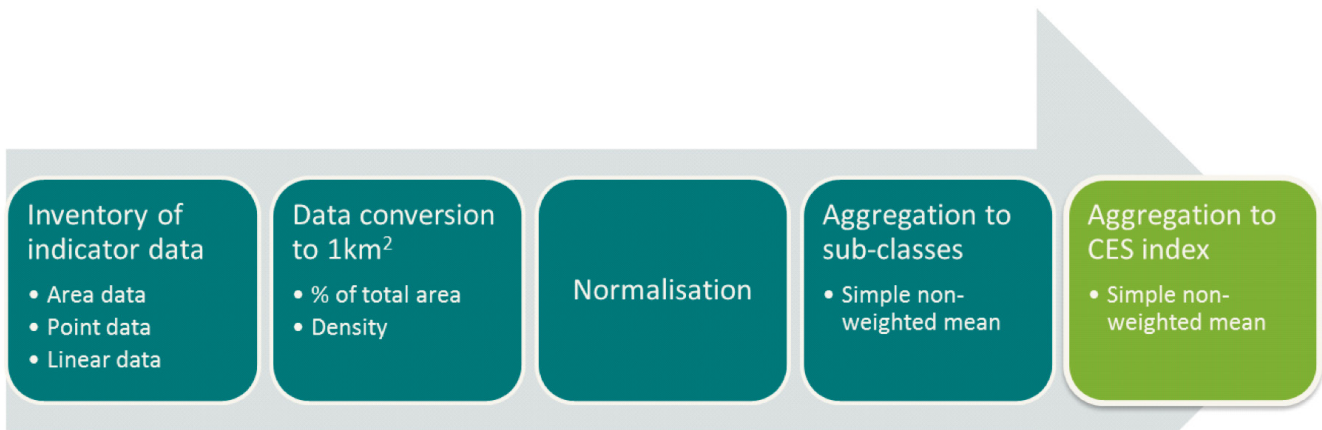 Inventory of
indicator data
• Area data
• Point data
• Linear data
Data conversion
to 1km²
• % of total area
• Density
Normalisation
Aggregation to
sub-classes
• Simple non-
weighted mean
Aggregation to
CES index
• Simple non-
weighted mean